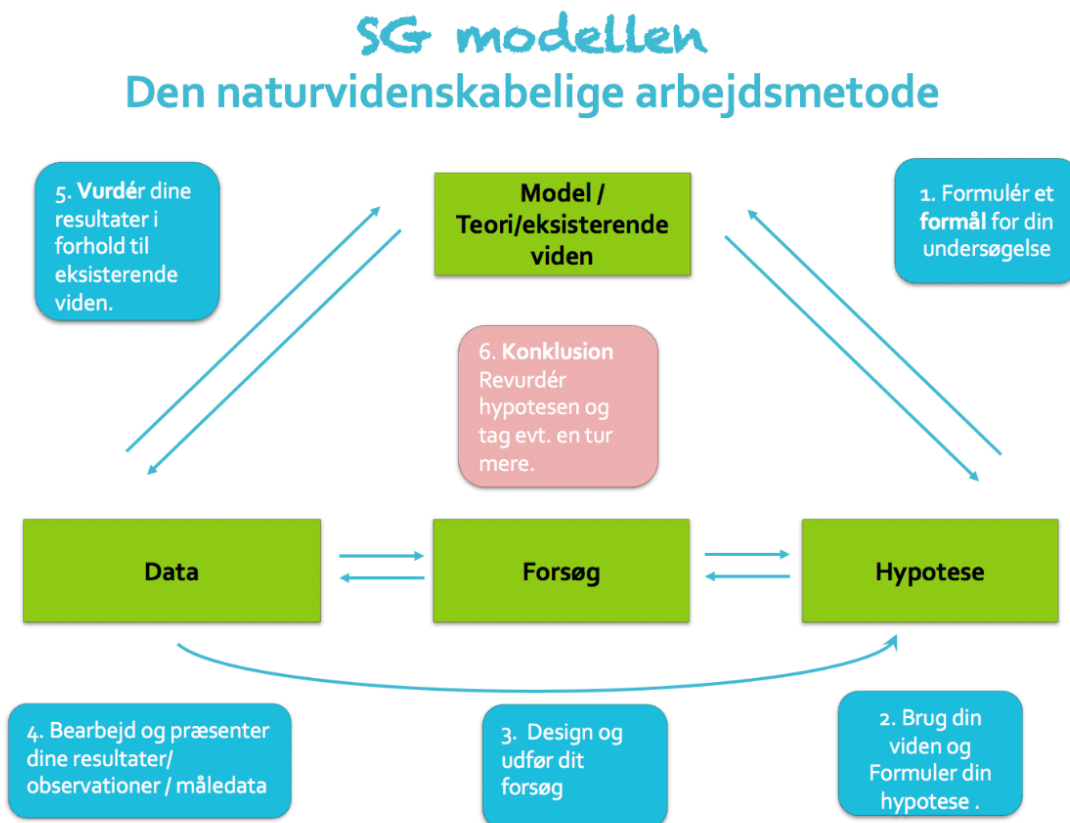 SG modellen
Den naturvidenskabelige arbejdsmetode
5. Vurdér dine
resultater i
forhold til
eksisterende
viden.
Model /
Teori/eksisterende
viden
1. Formulér et
formål for din
undersøgelse
6. Konklusion
Revurdér
hypotesen og
tag evt. en tur
mere.
Data
Forsøg
Hypotese
4. Bearbejd og præsenter
dine resultater/
observationer / måledata
3. Design og
udfør dit
forsøg
2. Brug din
viden og
Formuler din
hypotese .